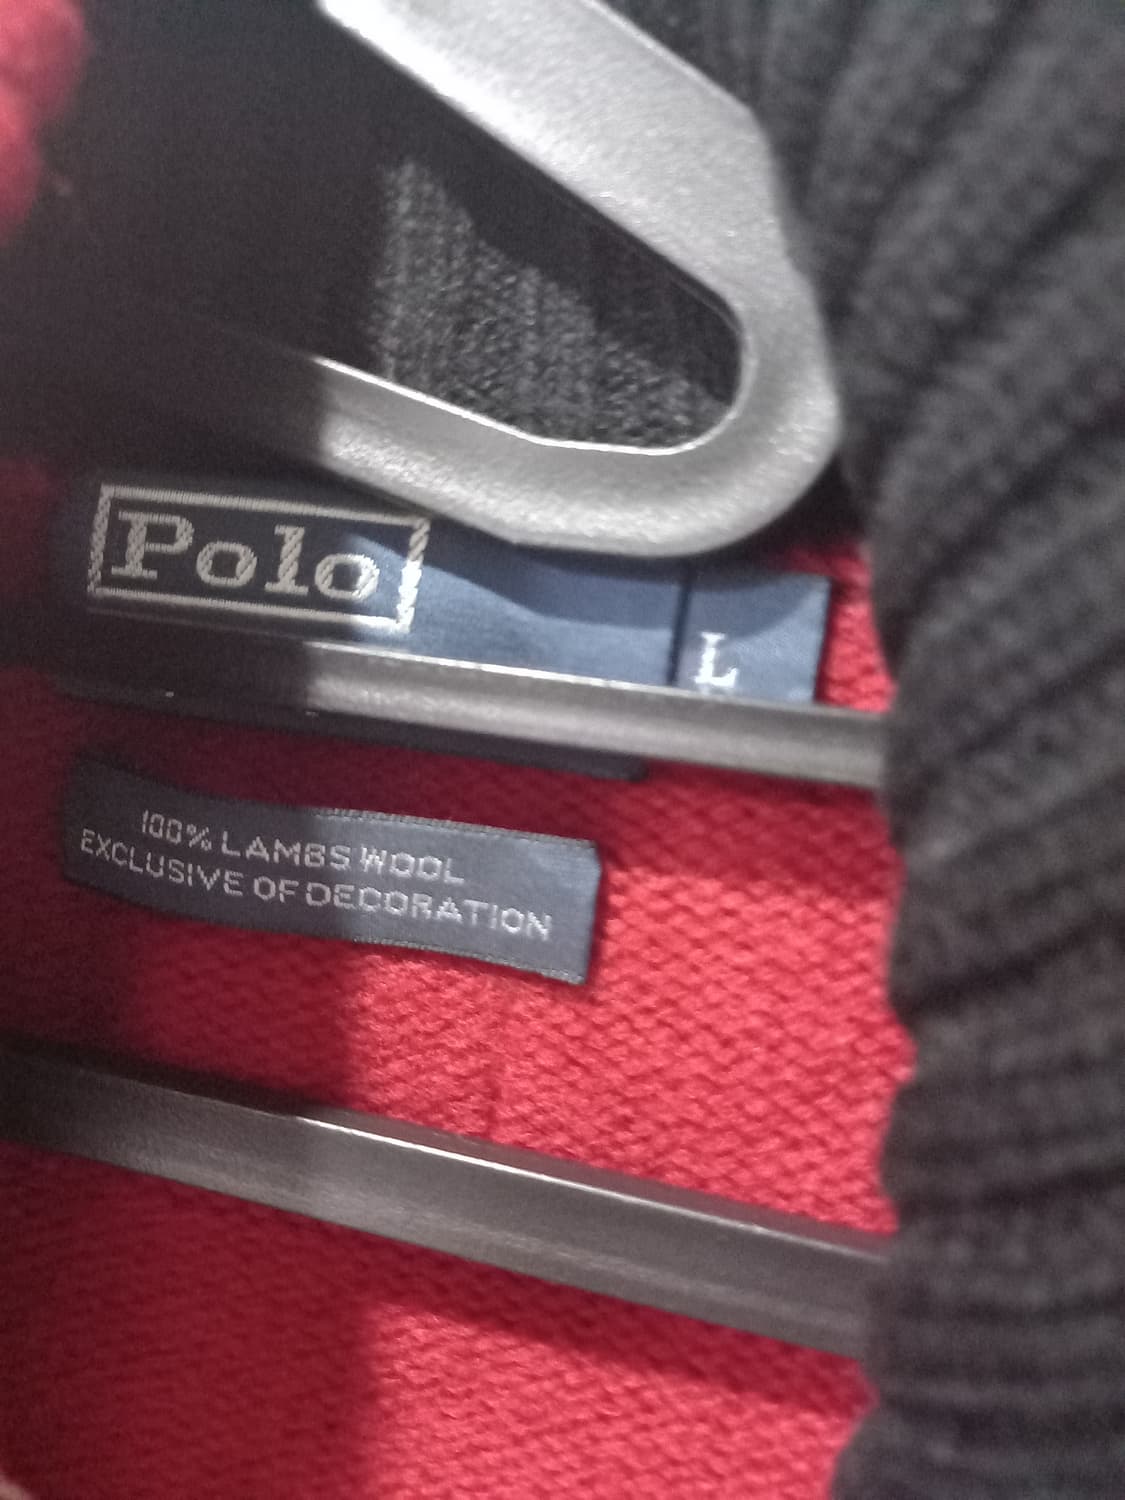 Polo
L
100% LAMBS WOOL
EXCLUSIVE OF DECORATION